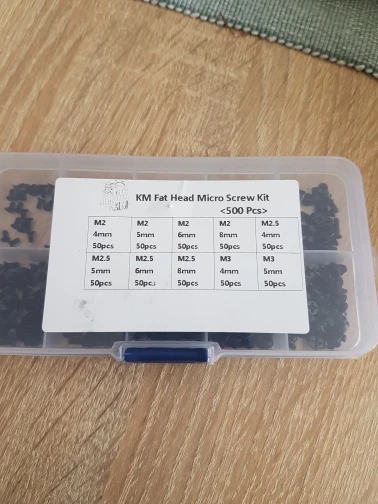 KM Fat Head Micro Screw Kit
<500 Pcs>
M2 M2 M2 M2 M2.5
4mm 5mm 6mm 8mm 4mm
50pcs 50pcs 50pcs 50pcs 50pcs
M2.5 M2.5 M2.5 M3 M3
5mm 6mm 8mm 4mm 5mm
50pcs 50pcs 50pcs 50pcs 50pcs